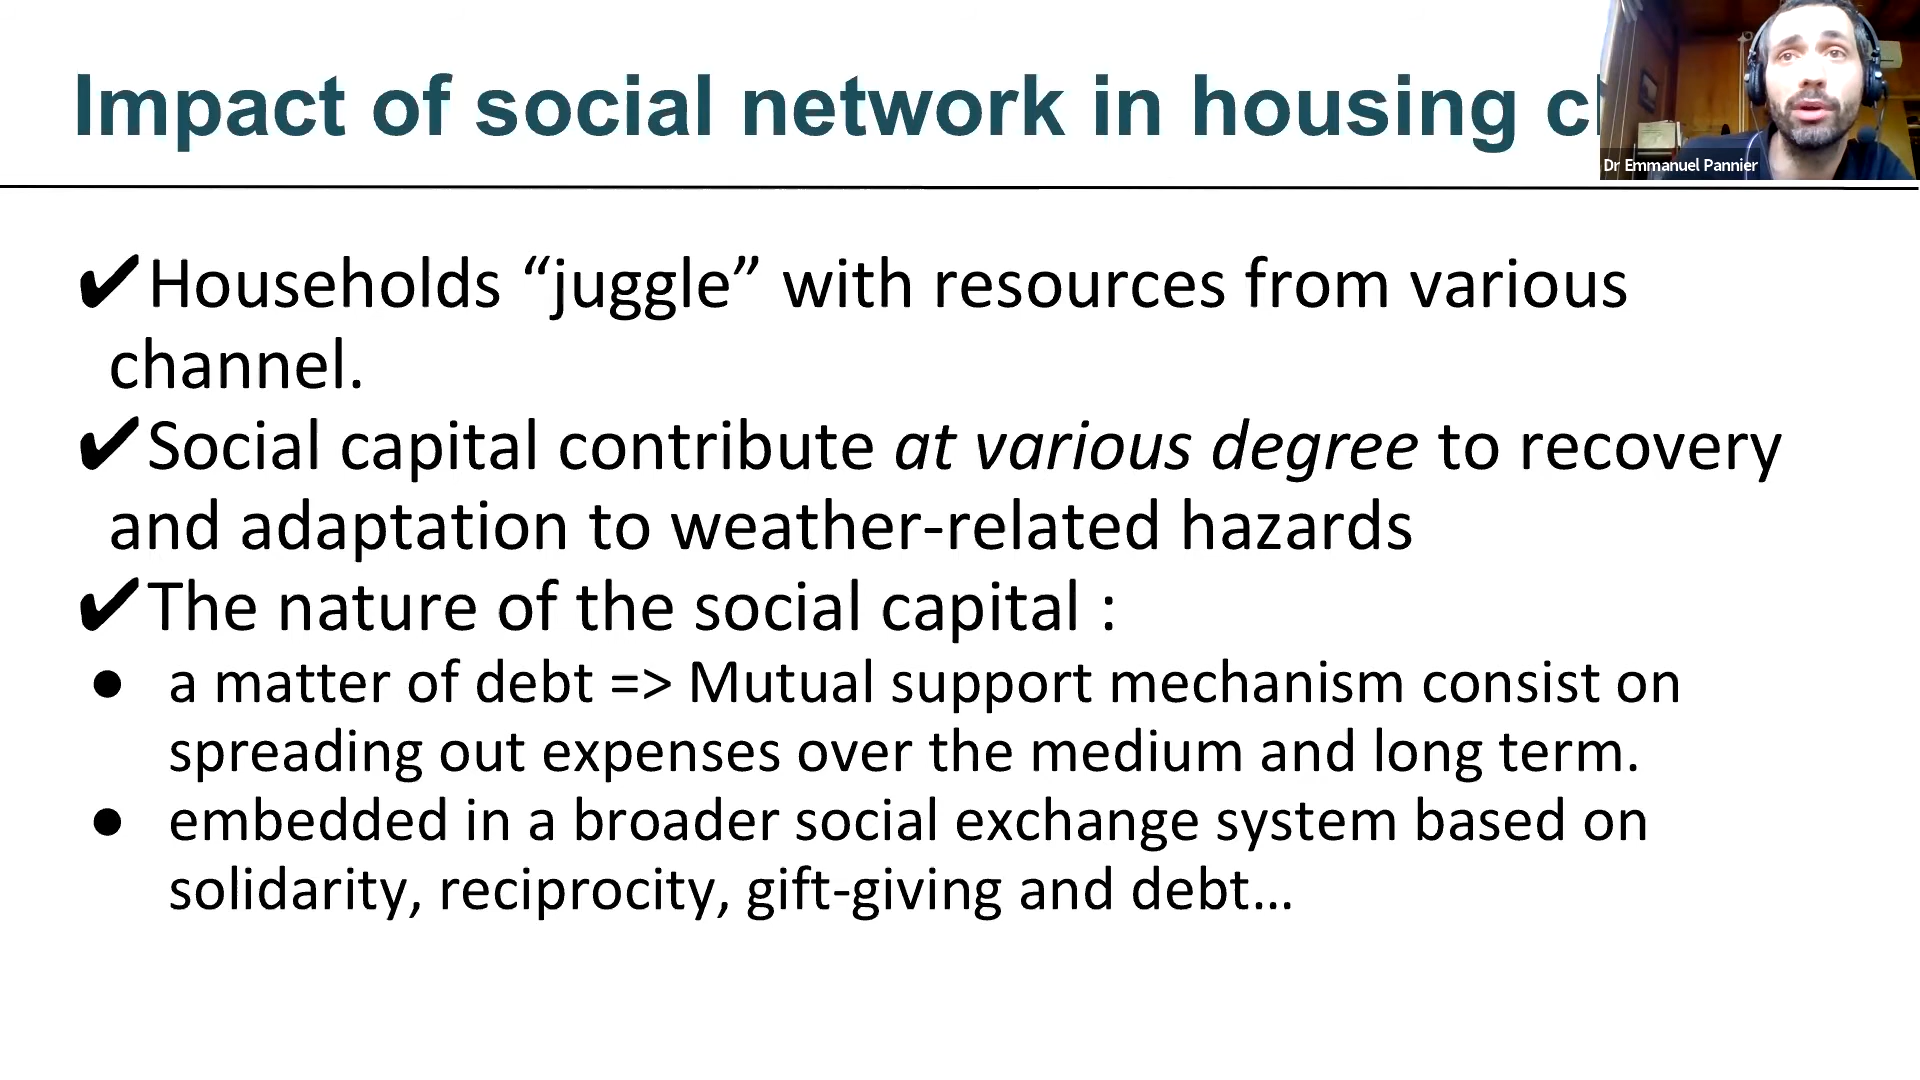 Impact of social network in housing
Dr Emmanuel Pannier
✔Households “juggle” with resources from various
channel.
✔Social capital contribute at various degree to recovery
and adaptation to weather-related hazards
✔The nature of the social capital :
● a matter of debt => Mutual support mechanism consist on
spreading out expenses over the medium and long term.
● embedded in a broader social exchange system based on
solidarity, reciprocity, gift-giving and debt…